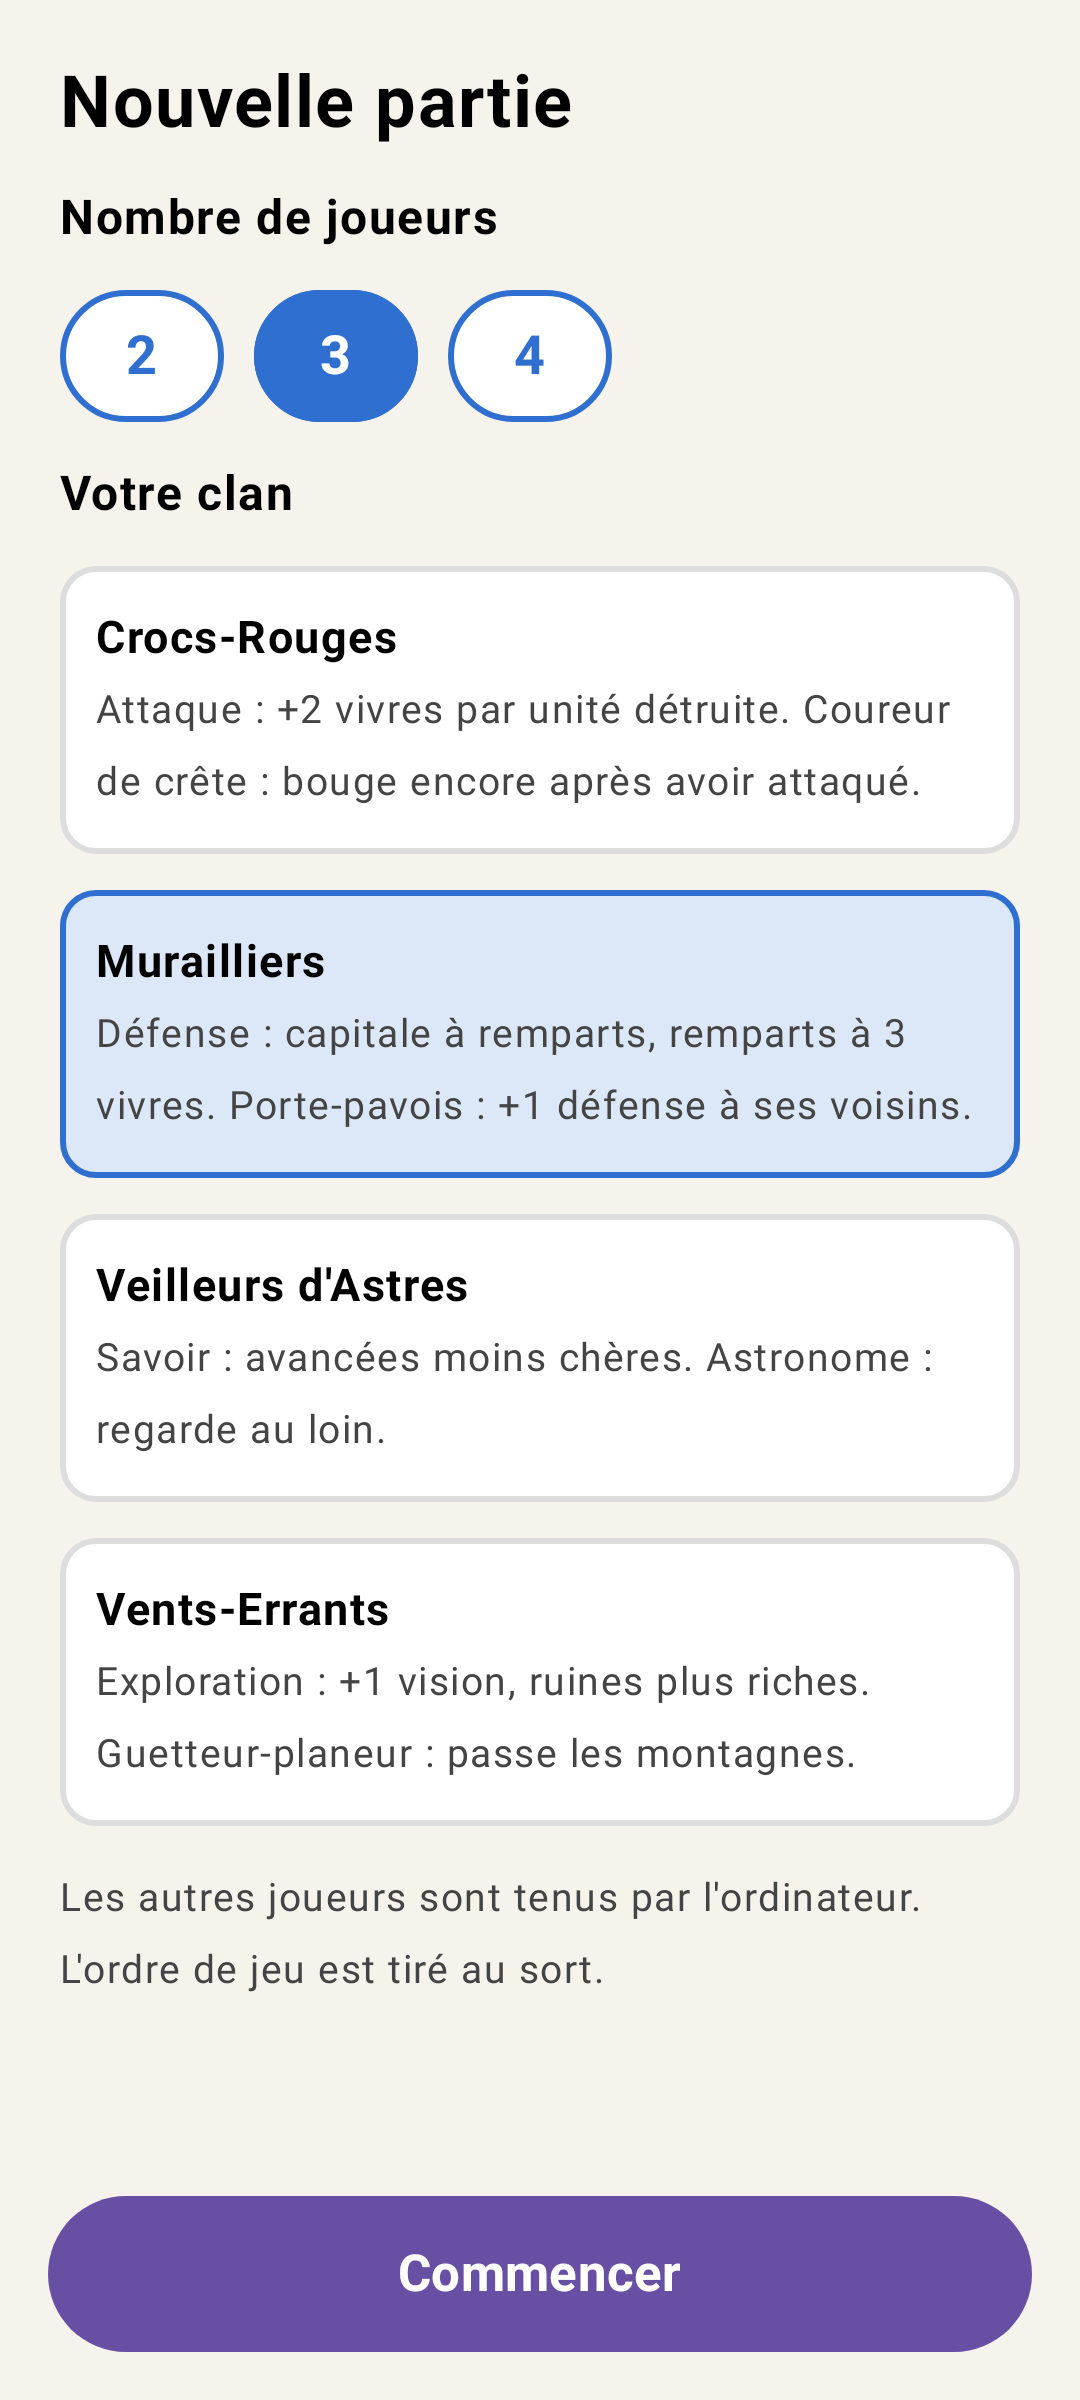 Nouvelle partie
Nombre de joueurs
2 3 4
Votre clan
Crocs-Rouges
Attaque : +2 vivres par unité détruite. Coureur
de crête : bouge encore après avoir attaqué.
Murailliers
Défense : capitale à remparts, remparts à 3
vivres. Porte-pavois : +1 défense à ses voisins.
Veilleurs d'Astres
Savoir : avancées moins chères. Astronome :
regarde au loin.
Vents-Errants
Exploration : +1 vision, ruines plus riches.
Guetteur-planeur : passe les montagnes.
Les autres joueurs sont tenus par l'ordinateur.
L'ordre de jeu est tiré au sort.
Commencer